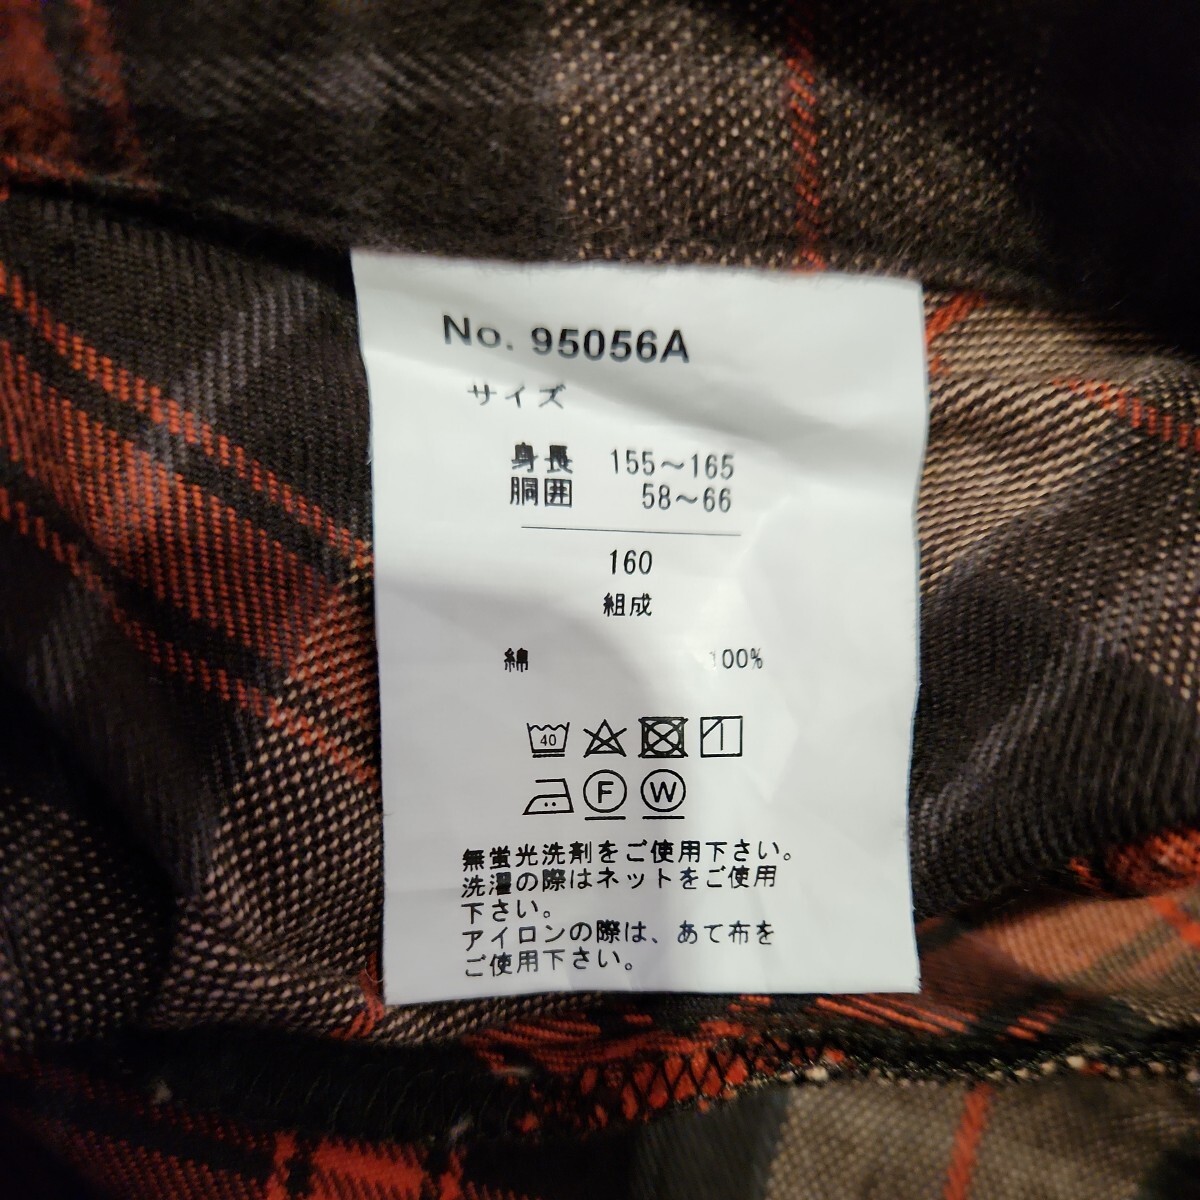 No. 95056A
サイズ
身長 155～165
胴囲 58～66
160
組成
綿 100%
40
F W
無蛍光洗剤をご使用下さい。
洗濯の際はネットをご使用
下さい。
アイロンの際は、あて布を
ご使用下さい。